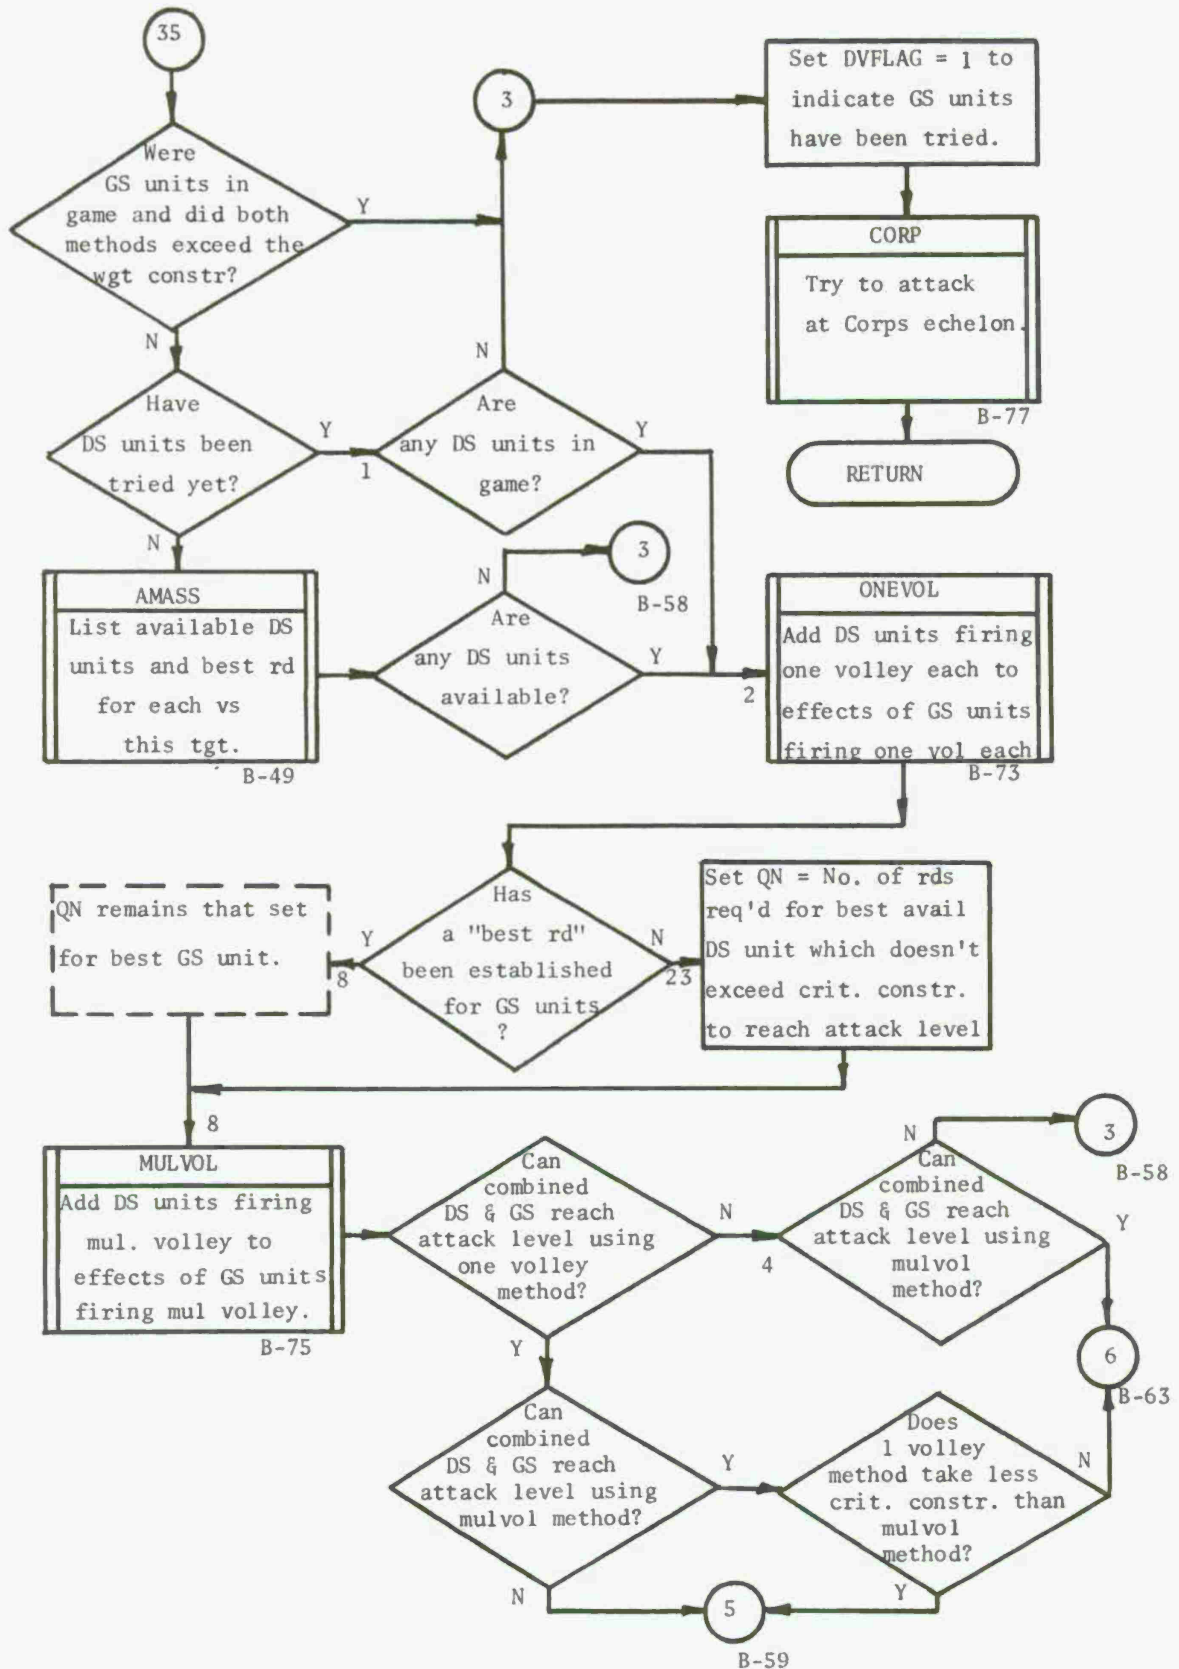 35
Were
GS units in
game and did both
methods exceed the
wgt constr?
Y
N
3
Set DVFLAG = 1 to
indicate GS units
have been tried.
CORP
Try to attack
at Corps echelon.
B-77
RETURN
Have
DS units been
tried yet?
Y
1
N
Are
any DS units in
game?
N
Y
AMASS
List available DS
units and best rd
for each vs
this tgt.
B-49
Are
any DS units
available?
N
3
B-58
Y
2
ONEVOL
Add DS units firing
one volley each to
effects of GS units
firing one vol each
B-73
QN remains that set
for best GS unit.
Y
8
Has
a "best rd"
been established
for GS units
?
N
23
Set QN = No. of rds
req'd for best avail
DS unit which doesn't
exceed crit. constr.
to reach attack level
8
MULVOL
Add DS units firing
mul. volley to
effects of GS units
firing mul volley.
B-75
Can
combined
DS & GS reach
attack level using
one volley
method?
N
4
Y
Can
combined
DS & GS reach
attack level using
mulvol
method?
N
3
B-58
Y
6
B-63
Can
combined
DS & GS reach
attack level using
mulvol method?
Y
N
Does
1 volley
method take less
crit. constr. than
mulvol
method?
N
Y
5
B-59